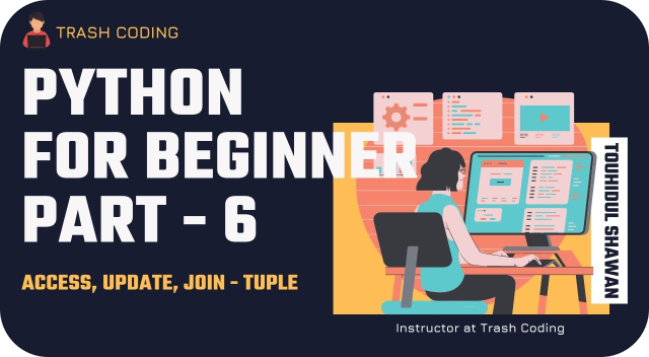 TRASH CODING
PYTHON
FOR BEGINNER
PART - 6
ACCESS, UPDATE, JOIN - TUPLE
TOUHIDUL SHAWAN
Instructor at Trash Coding